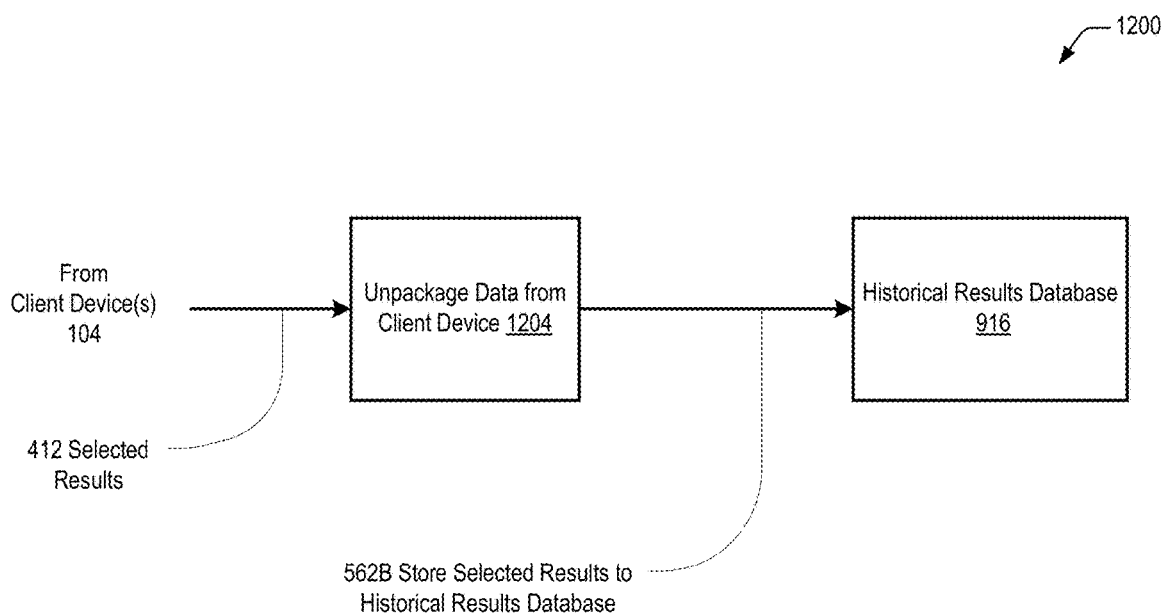 1200
From
Client Device(s)
104
Unpackage Data from
Client Device 1204
Historical Results Database
916
412 Selected
Results
562B Store Selected Results to
Historical Results Database